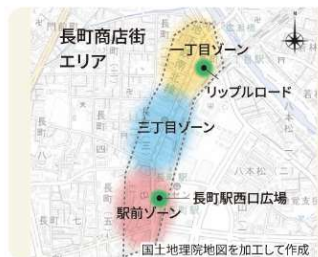 長町商店街
エリア
一丁目ゾーン
リップルロード
三丁目ゾーン
長町駅西口広場
駅前ゾーン
国土地理院地図を加工して作成